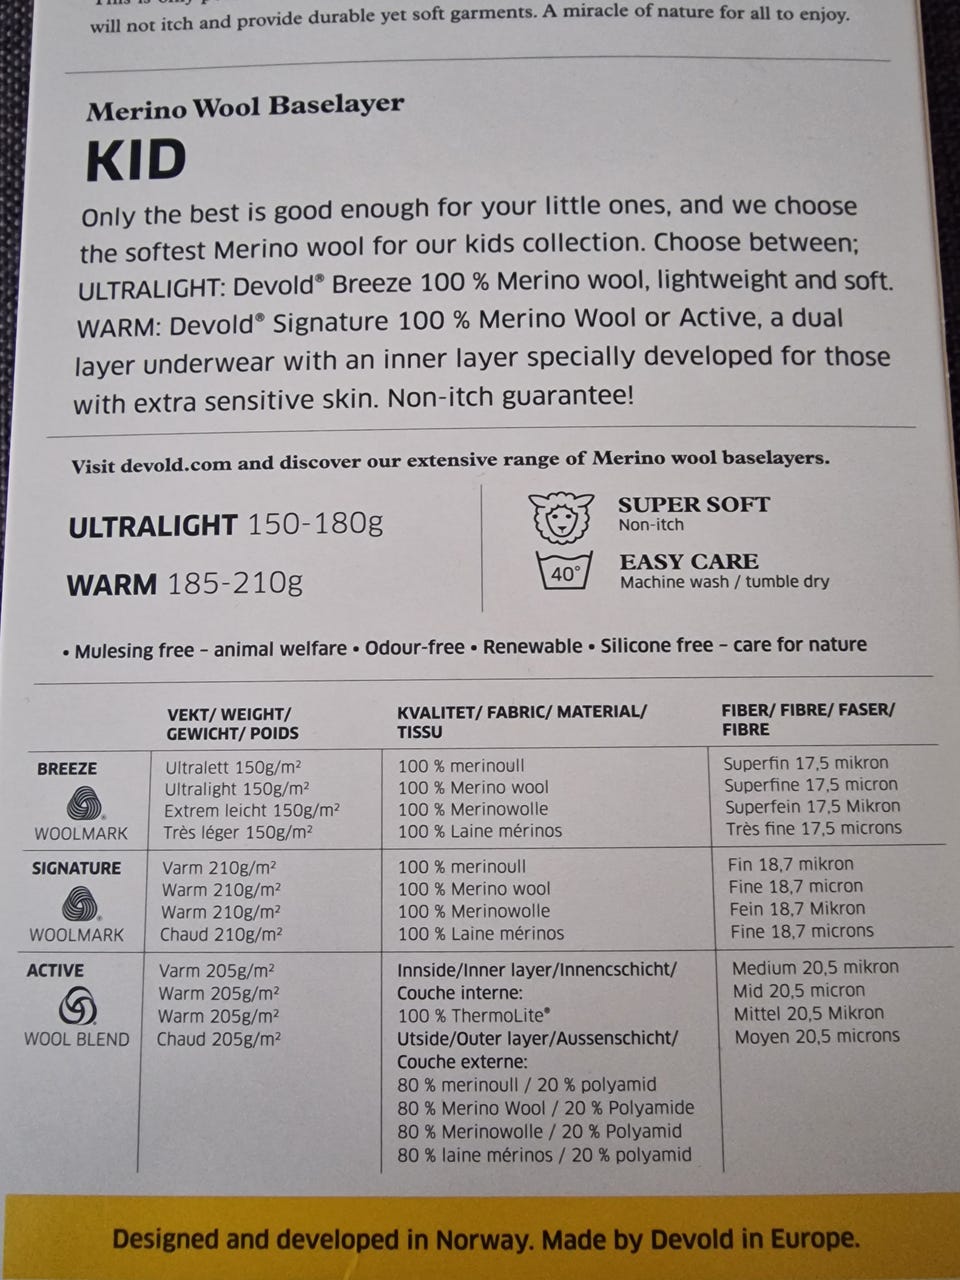 will not itch and provide durable yet soft garments. A miracle of nature for all to enjoy.
Merino Wool Baselayer
KID
Only the best is good enough for your little ones, and we choose
the softest Merino wool for our kids collection. Choose between;
ULTRALIGHT: Devold® Breeze 100 % Merino wool, lightweight and soft.
WARM: Devold® Signature 100 % Merino Wool or Active, a dual
layer underwear with an inner layer specially developed for those
with extra sensitive skin. Non-itch guarantee!
Visit devold.com and discover our extensive range of Merino wool baselayers.
ULTRALIGHT 150-180g
WARM 185-210g
SUPER SOFT
Non-itch
40°
EASY CARE
Machine wash / tumble dry
• Mulesing free – animal welfare • Odour-free • Renewable • Silicone free – care for nature
VEKT/ WEIGHT/
GEWICHT/ POIDS
KVALITET/ FABRIC/ MATERIAL/
TISSU
FIBER/ FIBRE/ FASER/
FIBRE
BREEZE
WOOLMARK
Ultralett 150g/m²
Ultralight 150g/m²
Extrem leicht 150g/m²
Très léger 150g/m²
100 % merinoull
100 % Merino wool
100 % Merinowolle
100 % Laine mérinos
Superfin 17,5 mikron
Superfine 17,5 micron
Superfein 17,5 Mikron
Très fine 17,5 microns
SIGNATURE
WOOLMARK
Varm 210g/m²
Warm 210g/m²
Warm 210g/m²
Chaud 210g/m²
100 % merinoull
100 % Merino wool
100 % Merinowolle
100 % Laine mérinos
Fin 18,7 mikron
Fine 18,7 micron
Fein 18,7 Mikron
Fine 18,7 microns
ACTIVE
WOOL BLEND
Varm 205g/m²
Warm 205g/m²
Warm 205g/m²
Chaud 205g/m²
Innside/Inner layer/Innencschicht/
Couche interne:
100 % ThermoLite®
Utside/Outer layer/Aussenschicht/
Couche externe:
80 % merinoull / 20 % polyamid
80 % Merino Wool / 20 % Polyamide
80 % Merinowolle / 20 % Polyamid
80 % laine mérinos / 20 % polyamid
Medium 20,5 mikron
Mid 20,5 micron
Mittel 20,5 Mikron
Moyen 20,5 microns
Designed and developed in Norway. Made by Devold in Europe.